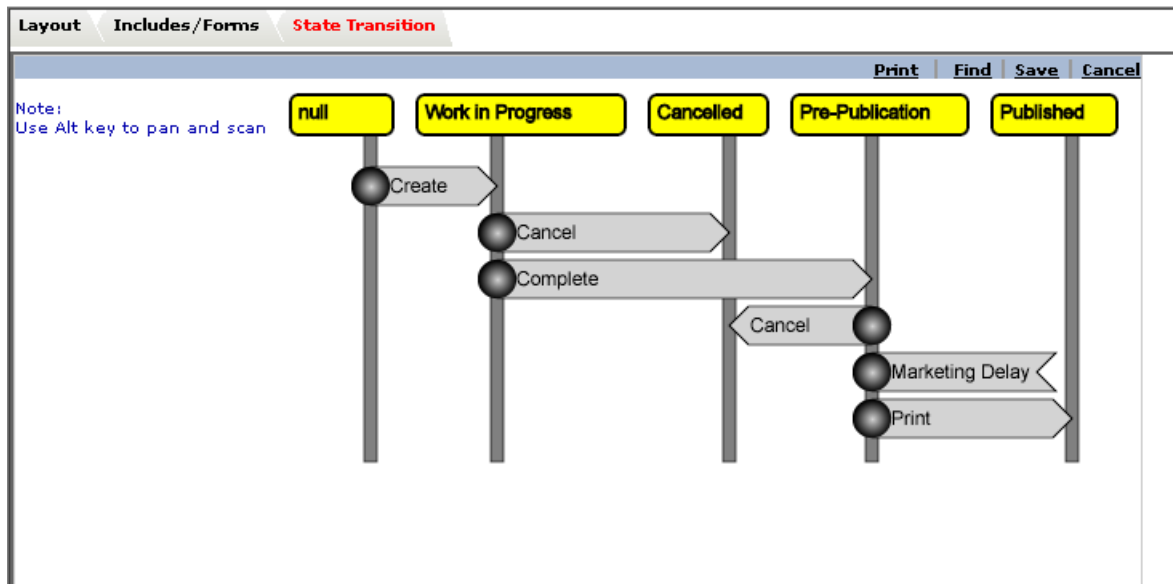 Layout Includes/Forms State Transition
Print Find Save Cancel
Note:
Use Alt key to pan and scan
null Work in Progress Cancelled Pre-Publication Published
Create
Cancel
Complete
Cancel
Marketing Delay
Print